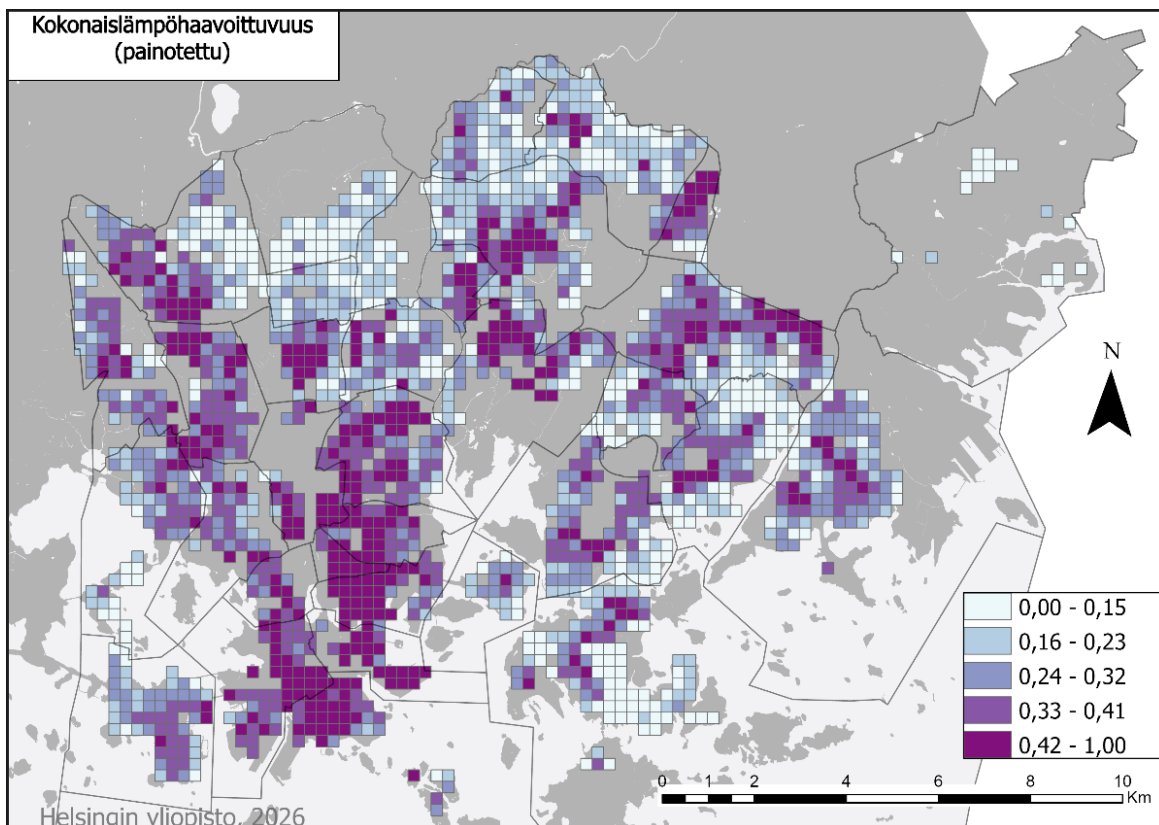 Kokonaislämpöhaavoittuvuus
(painotettu)
N
0,00 - 0,15
0,16 - 0,23
0,24 - 0,32
0,33 - 0,41
0,42 - 1,00
0 1 2 4 6 8 10
Km
Helsingin yliopisto, 2026